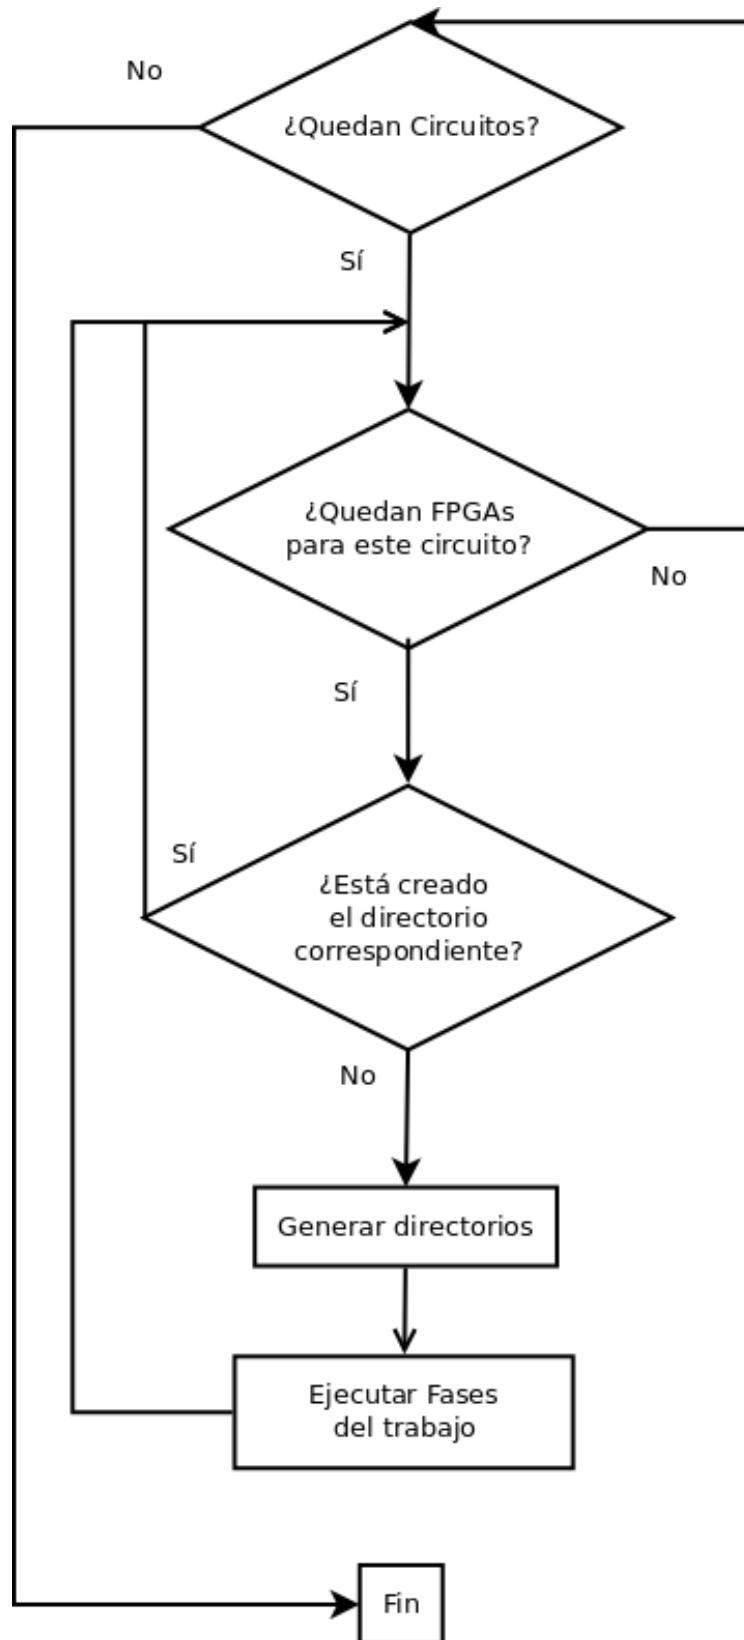 No
¿Quedan Circuitos?
Sí
¿Quedan FPGAs
para este circuito?
No
Sí
Sí
¿Está creado
el directorio
correspondiente?
No
Generar directorios
Ejecutar Fases
del trabajo
Fin